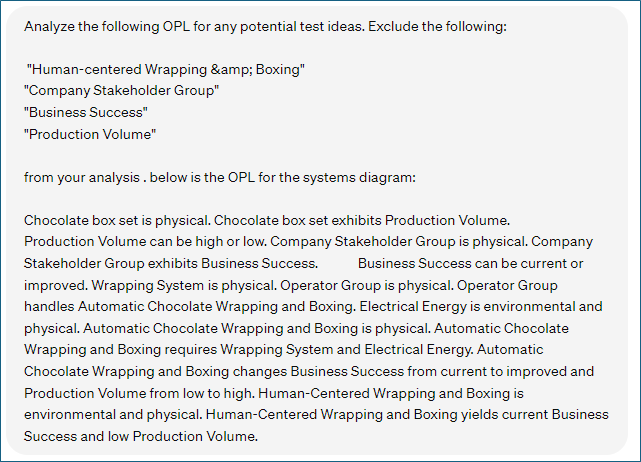 Analyze the following OPL for any potential test ideas. Exclude the following:
"Human-centered Wrapping &amp; Boxing"
"Company Stakeholder Group"
"Business Success"
"Production Volume"
from your analysis . below is the OPL for the systems diagram:
Chocolate box set is physical. Chocolate box set exhibits Production Volume.
Production Volume can be high or low. Company Stakeholder Group is physical. Company
Stakeholder Group exhibits Business Success. Business Success can be current or
improved. Wrapping System is physical. Operator Group is physical. Operator Group
handles Automatic Chocolate Wrapping and Boxing. Electrical Energy is environmental and
physical. Automatic Chocolate Wrapping and Boxing is physical. Automatic Chocolate
Wrapping and Boxing requires Wrapping System and Electrical Energy. Automatic
Chocolate Wrapping and Boxing changes Business Success from current to improved and
Production Volume from low to high. Human-Centered Wrapping and Boxing is
environmental and physical. Human-Centered Wrapping and Boxing yields current Business
Success and low Production Volume.